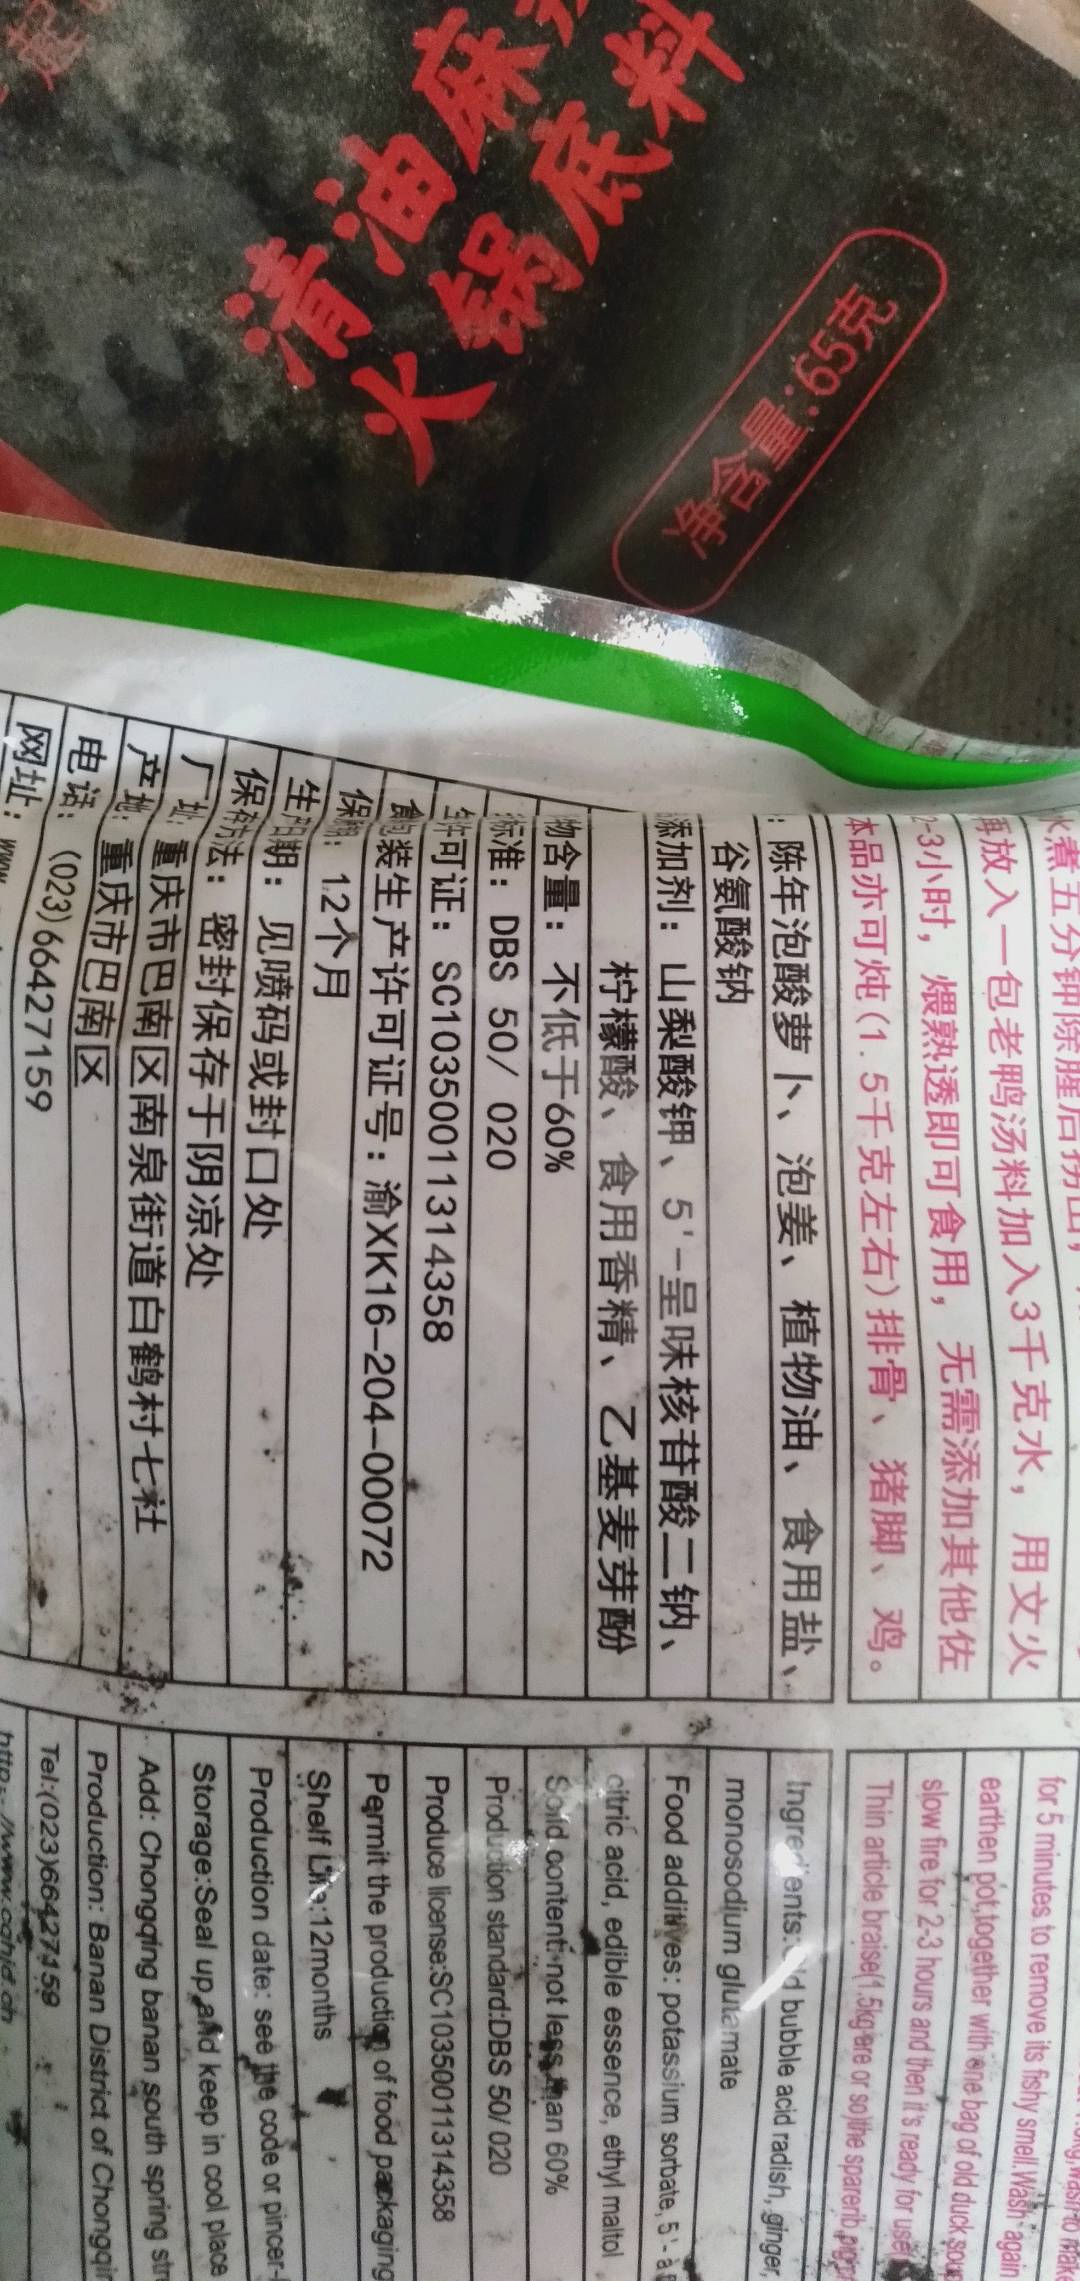 清油麻
火锅底料
净含量:65克
再放入一包老鸭汤料加入3千克水，用文火
2-3小时，煨熟透即可食用，无需添加其他佐
本品亦可炖(1.5千克左右)排骨、猪脚、鸡。
：陈年泡酸萝卜、泡姜、植物油、食用盐、
谷氨酸钠
添加剂：山梨酸钾、5'-呈味核苷酸二钠、
柠檬酸、食用香精、乙基麦芽酚
物含量：不低于60%
标准：DBS 50/ 020
许可证：SC10350011314358
装生产许可证号：渝XK16-204-00072
保 期：12个月
生产日期：见喷码或封口处
保存方法：密封保存于阴凉处
厂址：重庆市巴南区南泉街道白鹤村七社
产地：重庆市巴南区
电话：(023)66427159
网址：www
for 5 minutes to remove its fishy smell.Wash again
earthen pot,together with one bag of old duck soup
slow fire for 2-3 hours and then it's ready for use
Thin article braise(1.5kg are or so)the sparerib
Ingredients: bubble acid radish, ginger,
monosodium glutamate
Food additives: potassium sorbate, 5'-
citric acid, edible essence, ethyl maltol
Solid content:not less than 60%
Production standard:DBS 50/ 020
Produce license:SC10350011314358
Permit the production of food packaging
Shelf Life:12months
Production date: see the code or pincer-
Storage:Seal up and keep in cool place
Add: Chongqing banan south spring str
Production: Banan District of Chongqin
Tel:(023)66427159